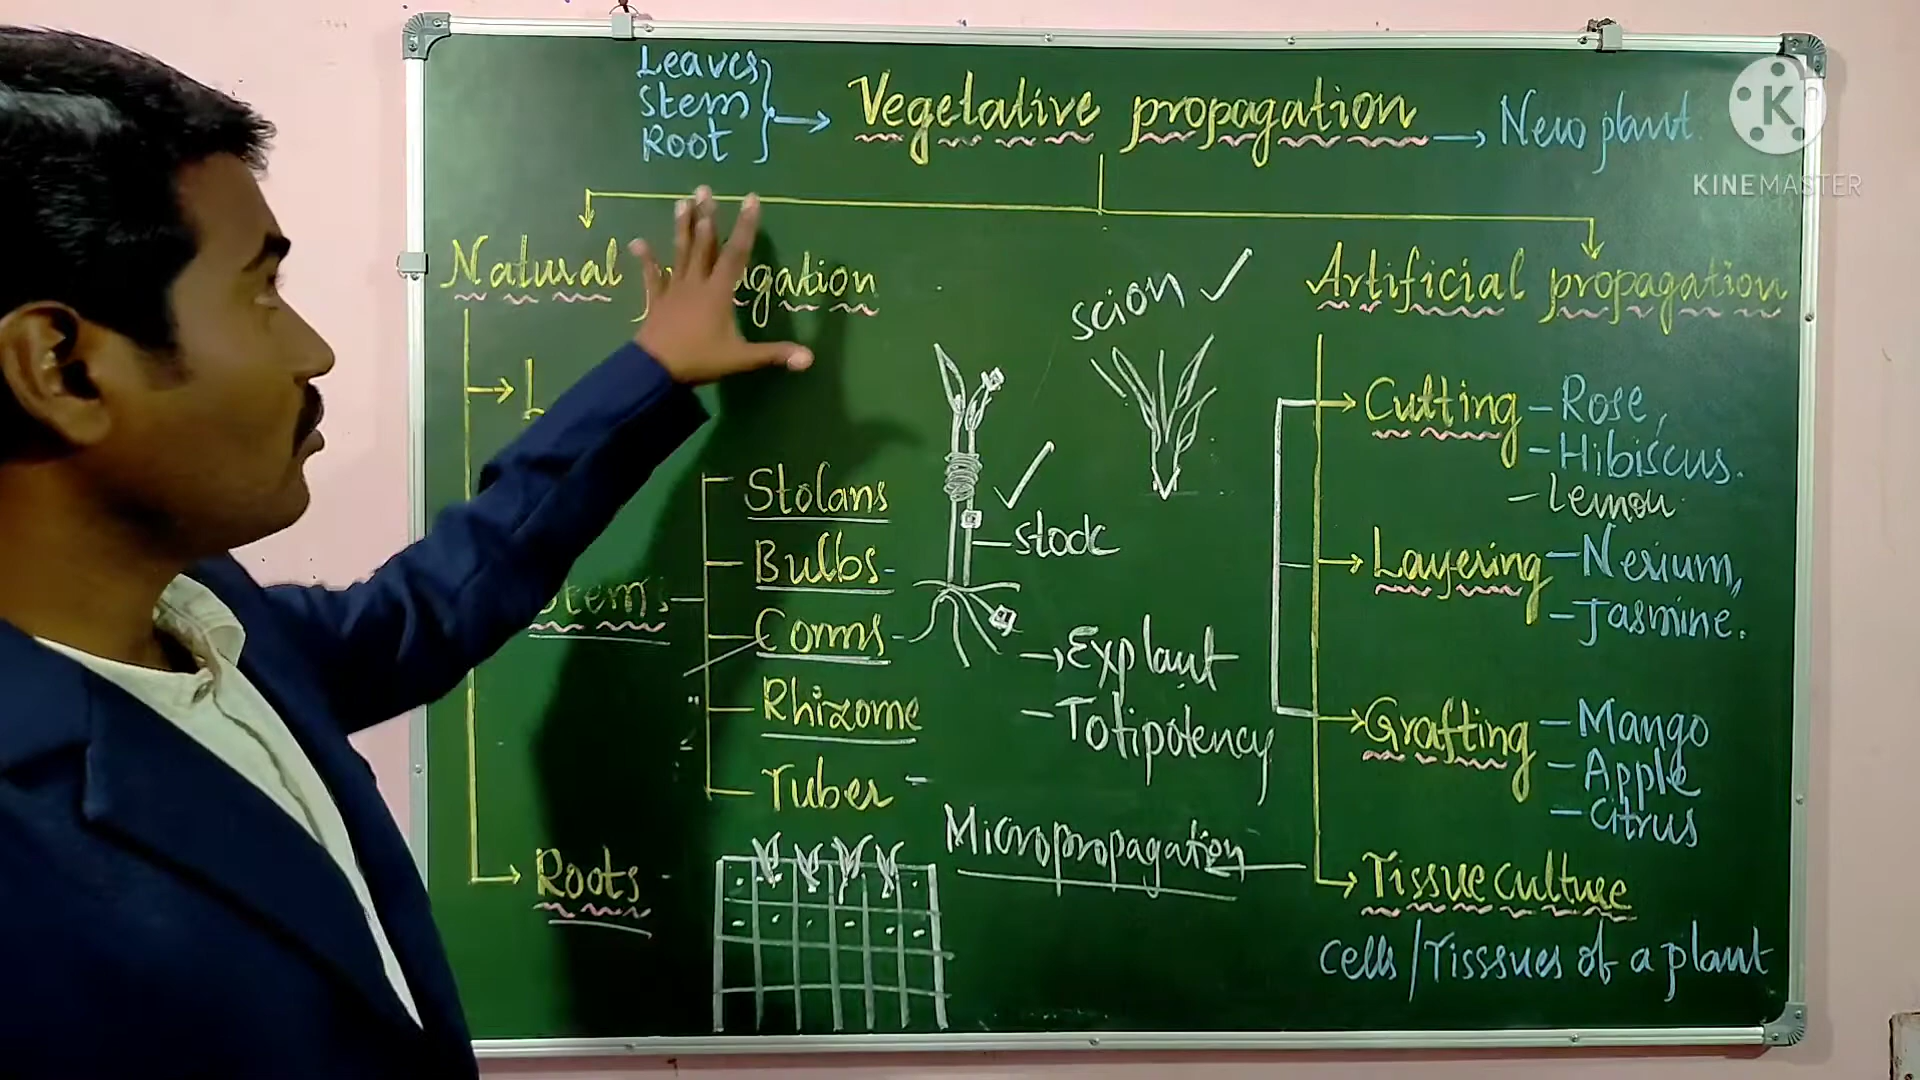 Leaves
Stem
Root
Vegetative propagation
New plant
KINEMASTER
Natural
Artificial propagation
scion
Cutting - Rose,
- Hibiscus.
- Lemon
Stolans
Bulbs-
stock
Layering - Nerium,
- Jasmine.
Stems
Corms-
Explant
- Totipotency
Rhizome
Grafting - Mango
- Apple
- Citrus
Tuber -
Micropropagation
Roots -
Tissue culture
Cells/Tisssues of a plant